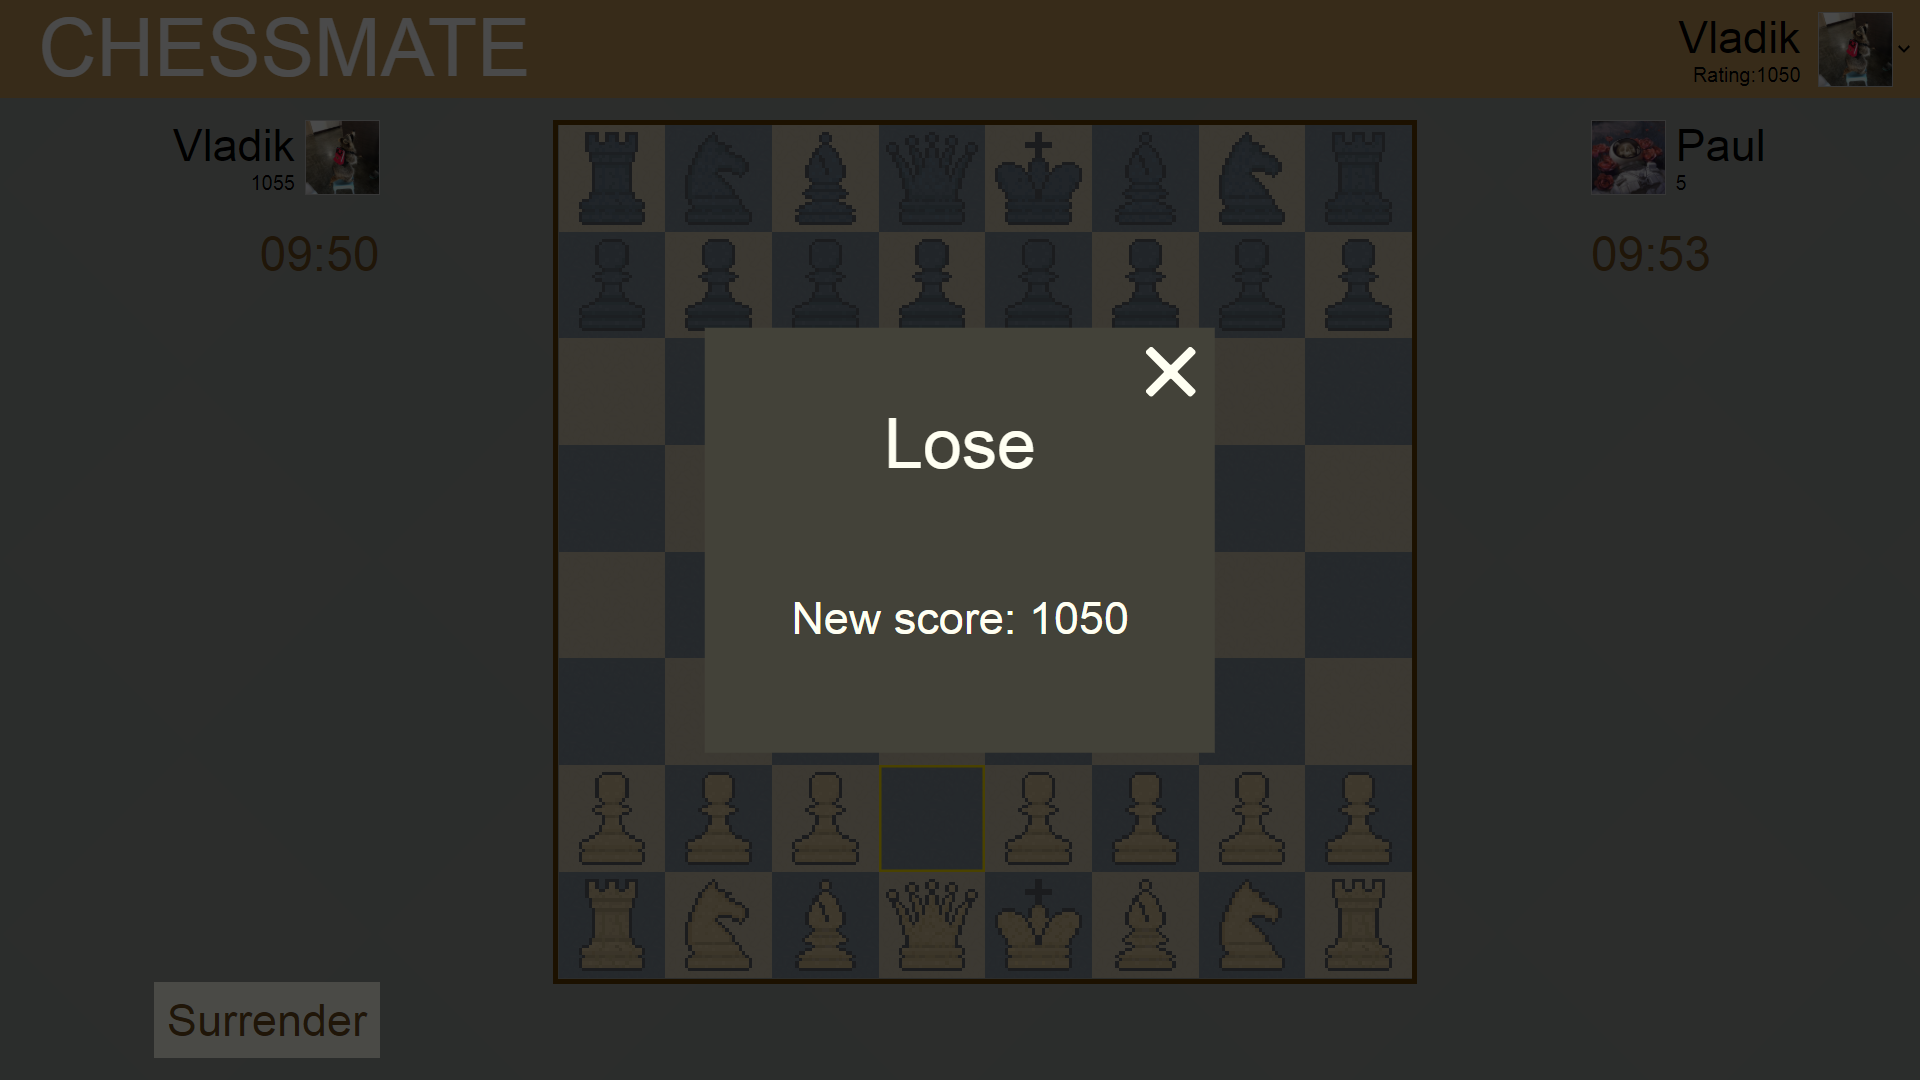 CHESSMATE
Vladik
Rating:1050
Vladik
1055
09:50
Paul
5
09:53
Lose
New score: 1050
Surrender